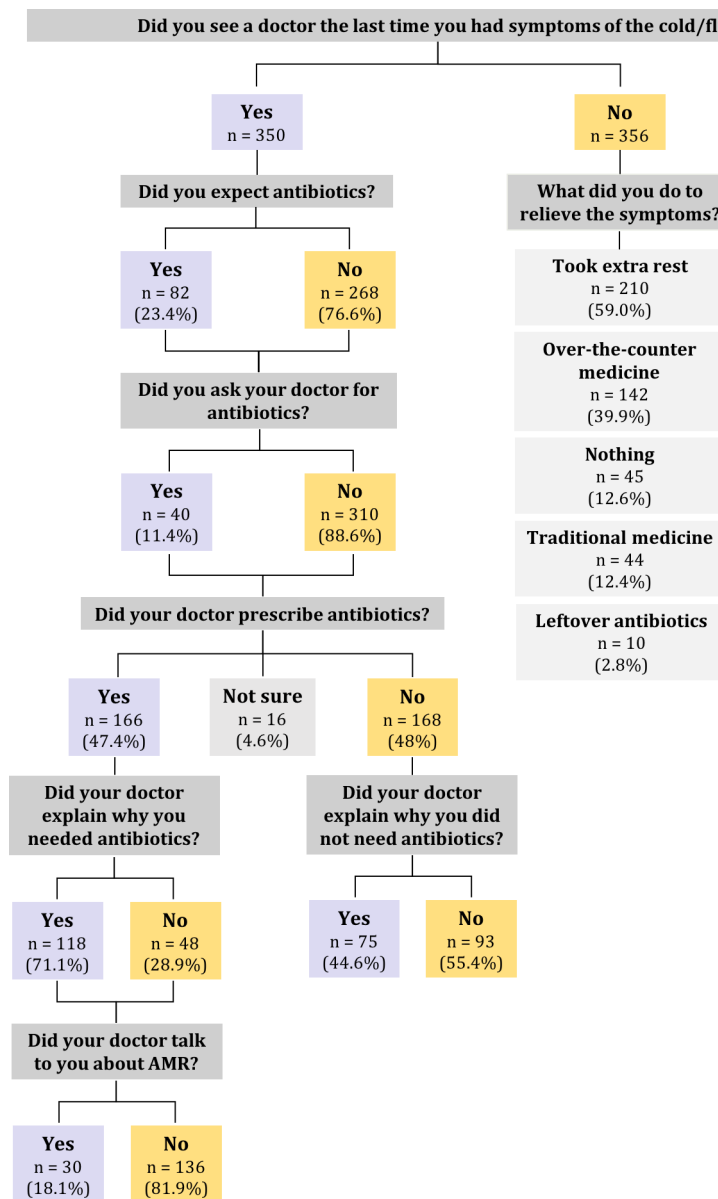 Did you see a doctor the last time you had symptoms of the cold/fl
Yes
n = 350
No
n = 356
Did you expect antibiotics?
Yes
n = 82
(23.4%)
No
n = 268
(76.6%)
Did you ask your doctor for
antibiotics?
Yes
n = 40
(11.4%)
No
n = 310
(88.6%)
Did your doctor prescribe antibiotics?
Yes
n = 166
(47.4%)
Not sure
n = 16
(4.6%)
No
n = 168
(48%)
Did your doctor
explain why you
needed antibiotics?
Yes
n = 118
(71.1%)
No
n = 48
(28.9%)
Did your doctor talk
to you about AMR?
Yes
n = 30
(18.1%)
No
n = 136
(81.9%)
Did your doctor
explain why you did
not need antibiotics?
Yes
n = 75
(44.6%)
No
n = 93
(55.4%)
What did you do to
relieve the symptoms?
Took extra rest
n = 210
(59.0%)
Over-the-counter
medicine
n = 142
(39.9%)
Nothing
n = 45
(12.6%)
Traditional medicine
n = 44
(12.4%)
Leftover antibiotics
n = 10
(2.8%)